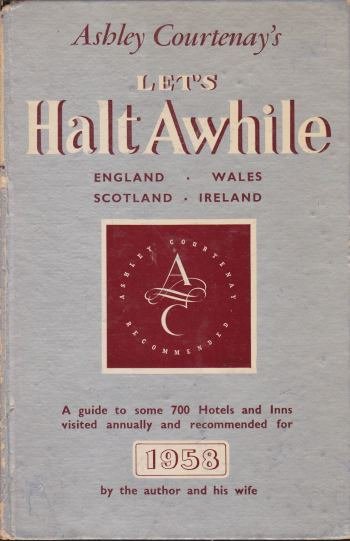 Ashley Courtenay's
LET'S
Halt Awhile
ENGLAND · WALES
SCOTLAND · IRELAND
ASHLEY COURTENAY
A
C
RECOMMENDED
A guide to some 700 Hotels and Inns
visited annually and recommended for
1958
by the author and his wife